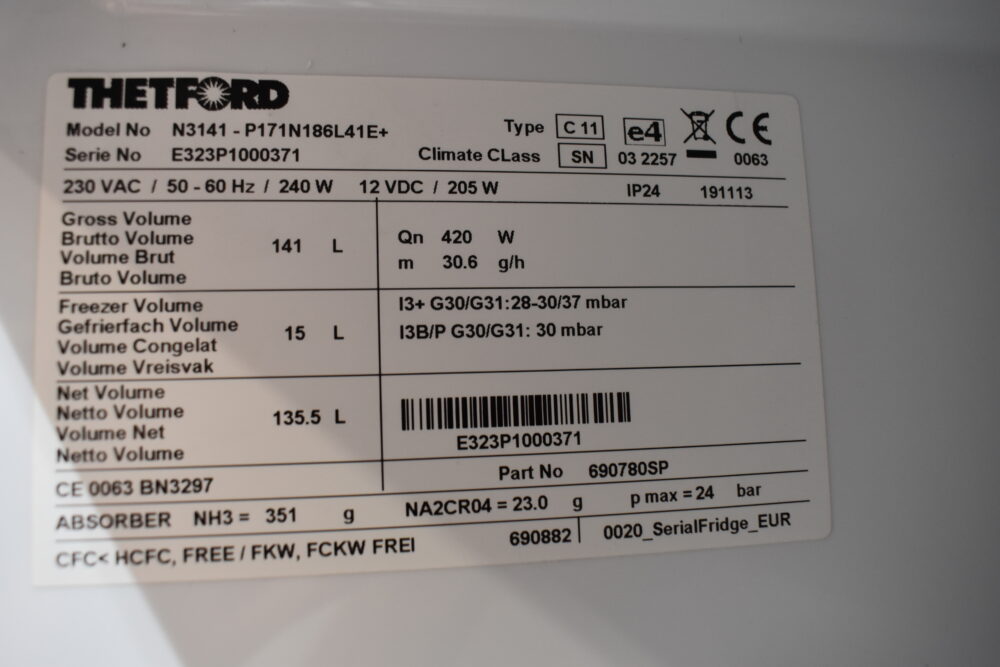 THETFORD
Model No N3141 - P171N186L41E+ Type C 11 e4 CE
Serie No E323P1000371 Climate CLass SN 03 2257 0063
230 VAC / 50 - 60 Hz / 240 W 12 VDC / 205 W IP24 191113
Gross Volume
Brutto Volume
Volume Brut
Bruto Volume
141 L
Qn 420 W
m 30.6 g/h
Freezer Volume
Gefrierfach Volume
Volume Congelat
Volume Vreisvak
15 L
I3+ G30/G31:28-30/37 mbar
I3B/P G30/G31: 30 mbar
Net Volume
Netto Volume
Volume Net
Netto Volume
135.5 L
E323P1000371
CE 0063 BN3297 Part No 690780SP
ABSORBER NH3 = 351 g NA2CR04 = 23.0 g p max = 24 bar
CFC< HCFC, FREE / FKW, FCKW FREI 690882 0020_SerialFridge_EUR